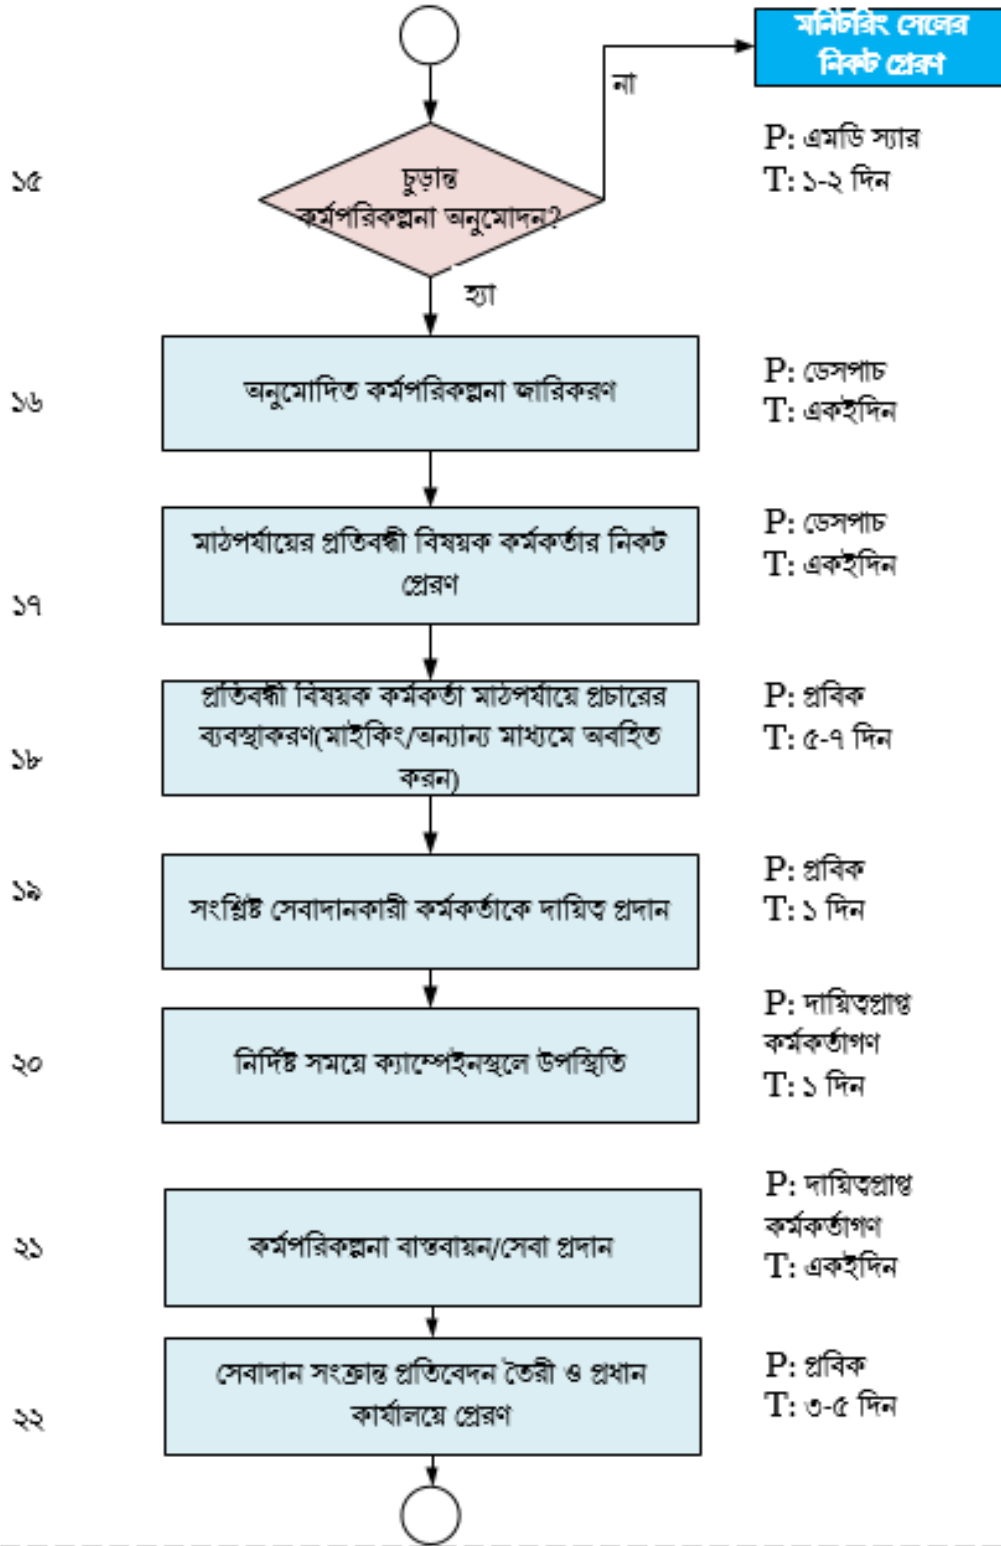 মনিটরিং সেলের
নিকট প্রেরণ
না
১৫
চুড়ান্ত
কর্মপরিকল্পনা অনুমোদন?
P: এমডি স্যার
T: ১-২ দিন
হ্যা
১৬
অনুমোদিত কর্মপরিকল্পনা জারিকরণ
P: ডেসপাচ
T: একইদিন
১৭
মাঠপর্যায়ের প্রতিবন্ধী বিষয়ক কর্মকর্তার নিকট
প্রেরণ
P: ডেসপাচ
T: একইদিন
১৮
প্রতিবন্ধী বিষয়ক কর্মকর্তা মাঠপর্যায়ে প্রচারের
ব্যবস্থাকরণ(মাইকিং/অন্যান্য মাধ্যমে অবহিত
করন)
P: প্রবিক
T: ৫-৭ দিন
১৯
সংশ্লিষ্ট সেবাদানকারী কর্মকর্তাকে দায়িত্ব প্রদান
P: প্রবিক
T: ১ দিন
২০
নির্দিষ্ট সময়ে ক্যাম্পেইনস্থলে উপস্থিতি
P: দায়িত্বপ্রাপ্ত
কর্মকর্তাগণ
T: ১ দিন
২১
কর্মপরিকল্পনা বাস্তবায়ন/সেবা প্রদান
P: দায়িত্বপ্রাপ্ত
কর্মকর্তাগণ
T: একইদিন
২২
সেবাদান সংক্রান্ত প্রতিবেদন তৈরী ও প্রধান
কার্যালয়ে প্রেরণ
P: প্রবিক
T: ৩-৫ দিন